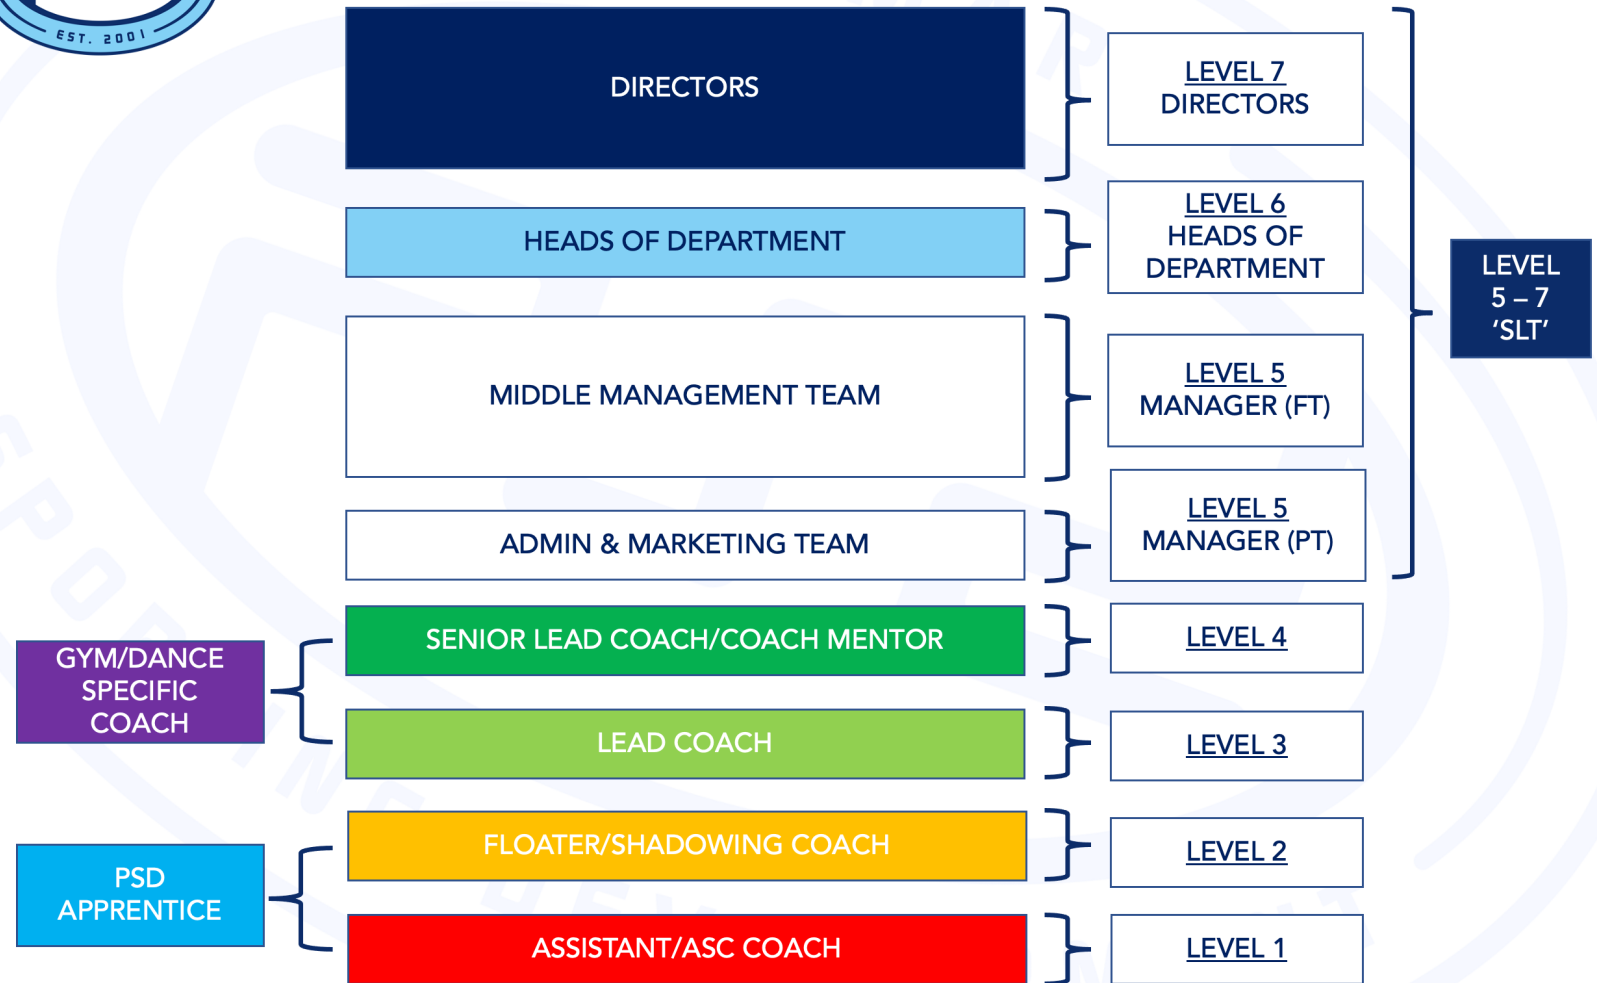 EST. 2001
DIRECTORS
LEVEL 7
DIRECTORS
HEADS OF DEPARTMENT
LEVEL 6
HEADS OF
DEPARTMENT
LEVEL
5 – 7
‘SLT’
MIDDLE MANAGEMENT TEAM
LEVEL 5
MANAGER (FT)
ADMIN & MARKETING TEAM
LEVEL 5
MANAGER (PT)
GYM/DANCE
SPECIFIC
COACH
SENIOR LEAD COACH/COACH MENTOR
LEVEL 4
LEAD COACH
LEVEL 3
PSD
APPRENTICE
FLOATER/SHADOWING COACH
LEVEL 2
ASSISTANT/ASC COACH
LEVEL 1